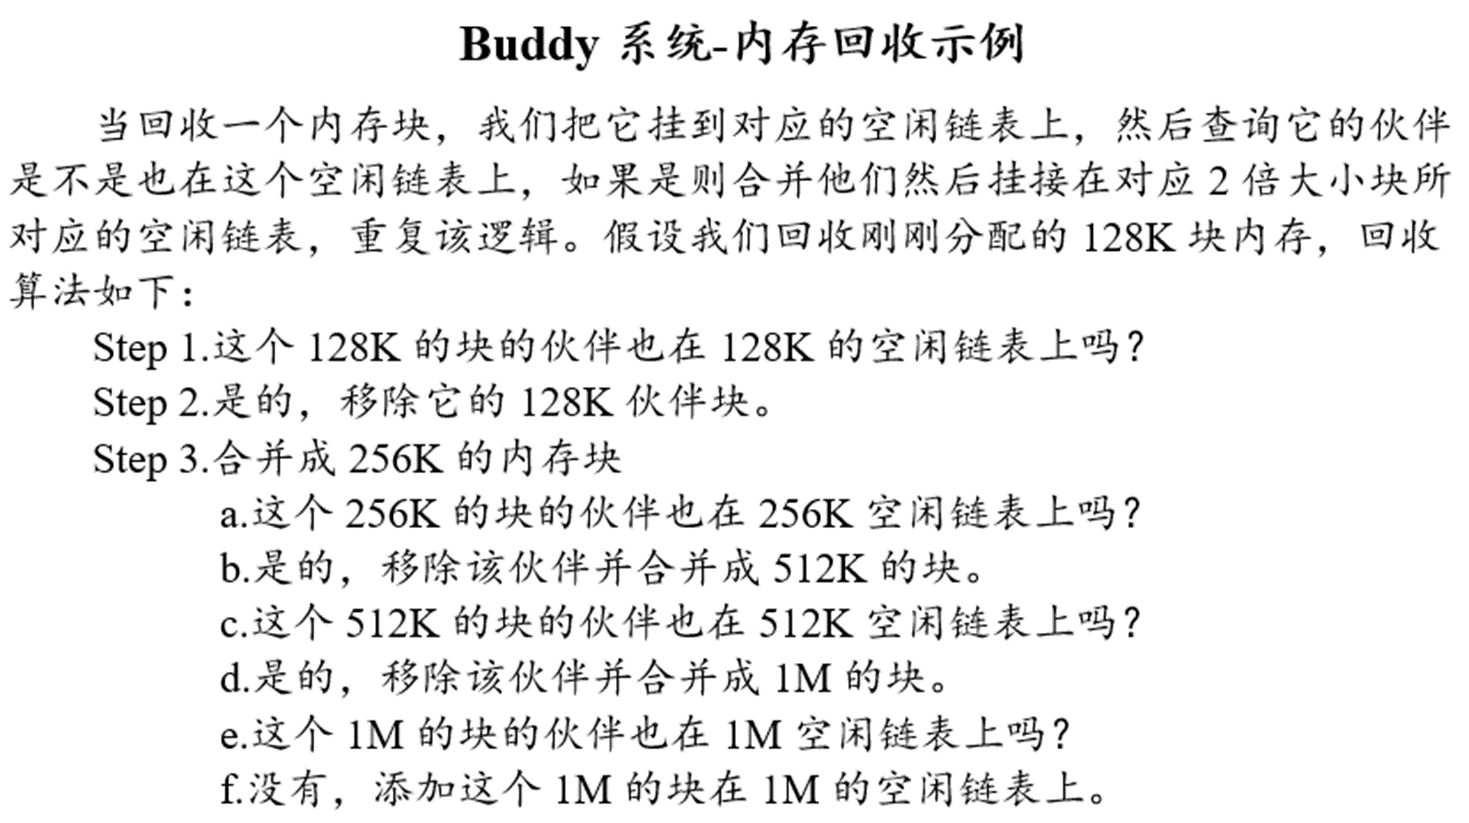 Buddy 系统-内存回收示例
当回收一个内存块，我们把它挂到对应的空闲链表上，然后查询它的伙伴
是不是也在这个空闲链表上，如果是则合并他们然后挂接在对应 2 倍大小块所
对应的空闲链表，重复该逻辑。假设我们回收刚刚分配的 128K 块内存，回收
算法如下：
Step 1.这个 128K 的块的伙伴也在 128K 的空闲链表上吗？
Step 2.是的，移除它的 128K 伙伴块。
Step 3.合并成 256K 的内存块
a.这个 256K 的块的伙伴也在 256K 空闲链表上吗？
b.是的，移除该伙伴并合并成 512K 的块。
c.这个 512K 的块的伙伴也在 512K 空闲链表上吗？
d.是的，移除该伙伴并合并成 1M 的块。
e.这个 1M 的块的伙伴也在 1M 空闲链表上吗？
f.没有，添加这个 1M 的块在 1M 的空闲链表上。